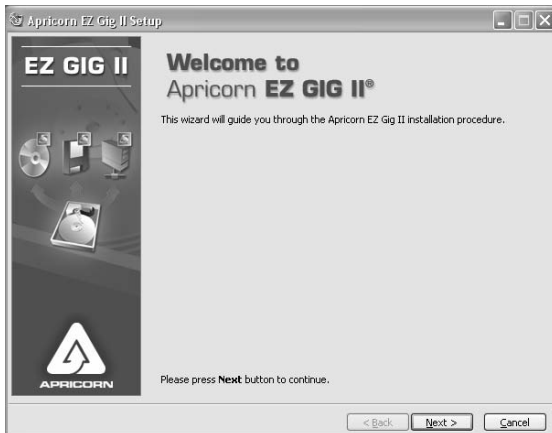 Apricorn EZ Gig II Setup
EZ GIG II
Welcome to
Apricorn EZ GIG II®
This wizard will guide you through the Apricorn EZ Gig II installation procedure.
S S S
APRICORN
Please press Next button to continue.
< Back Next > Cancel